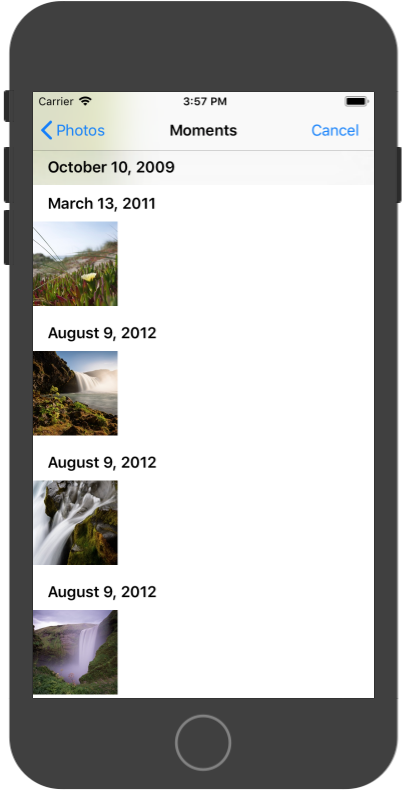 Carrier 3:57 PM
Photos Moments Cancel
October 10, 2009
March 13, 2011
August 9, 2012
August 9, 2012
August 9, 2012